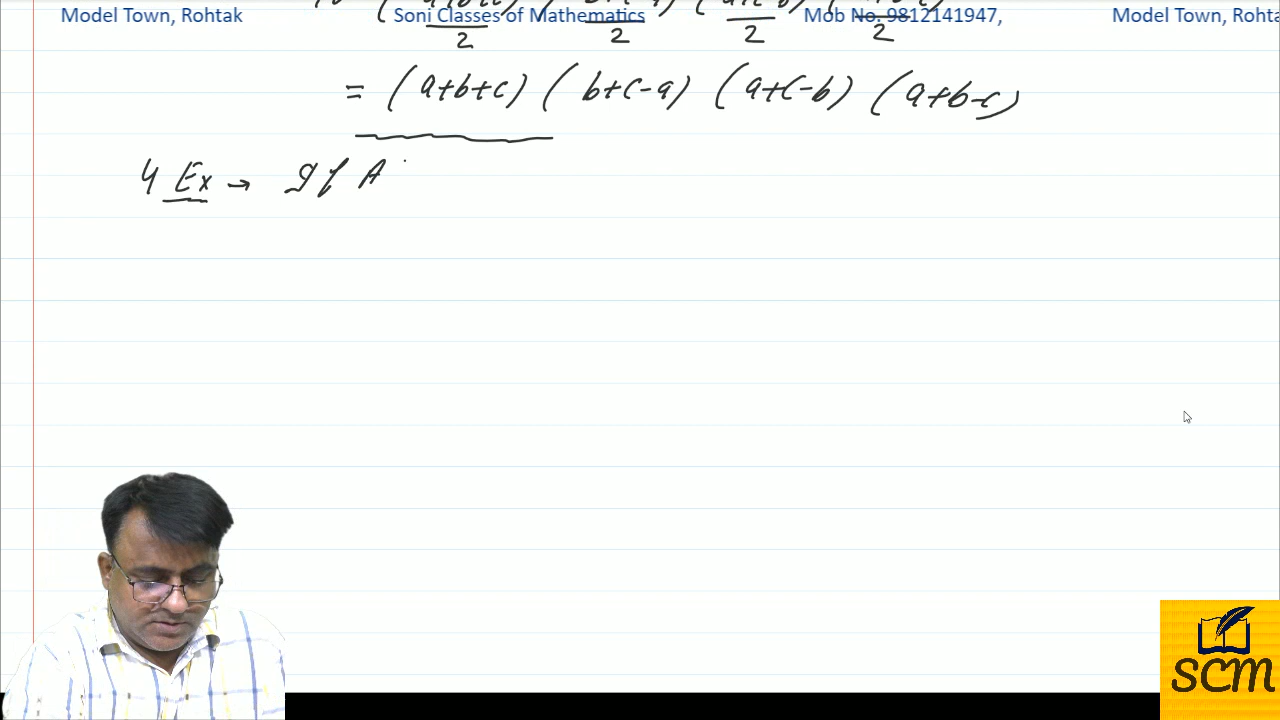 Model Town, Rohtak Soni Classes of Mathematics Mob No. 9812141947, Model Town, Rohta
2 2 2 2
= (a+b+c) (b+c-a) (a+c-b) (a+b-c)
4 Ex → If A
SCM